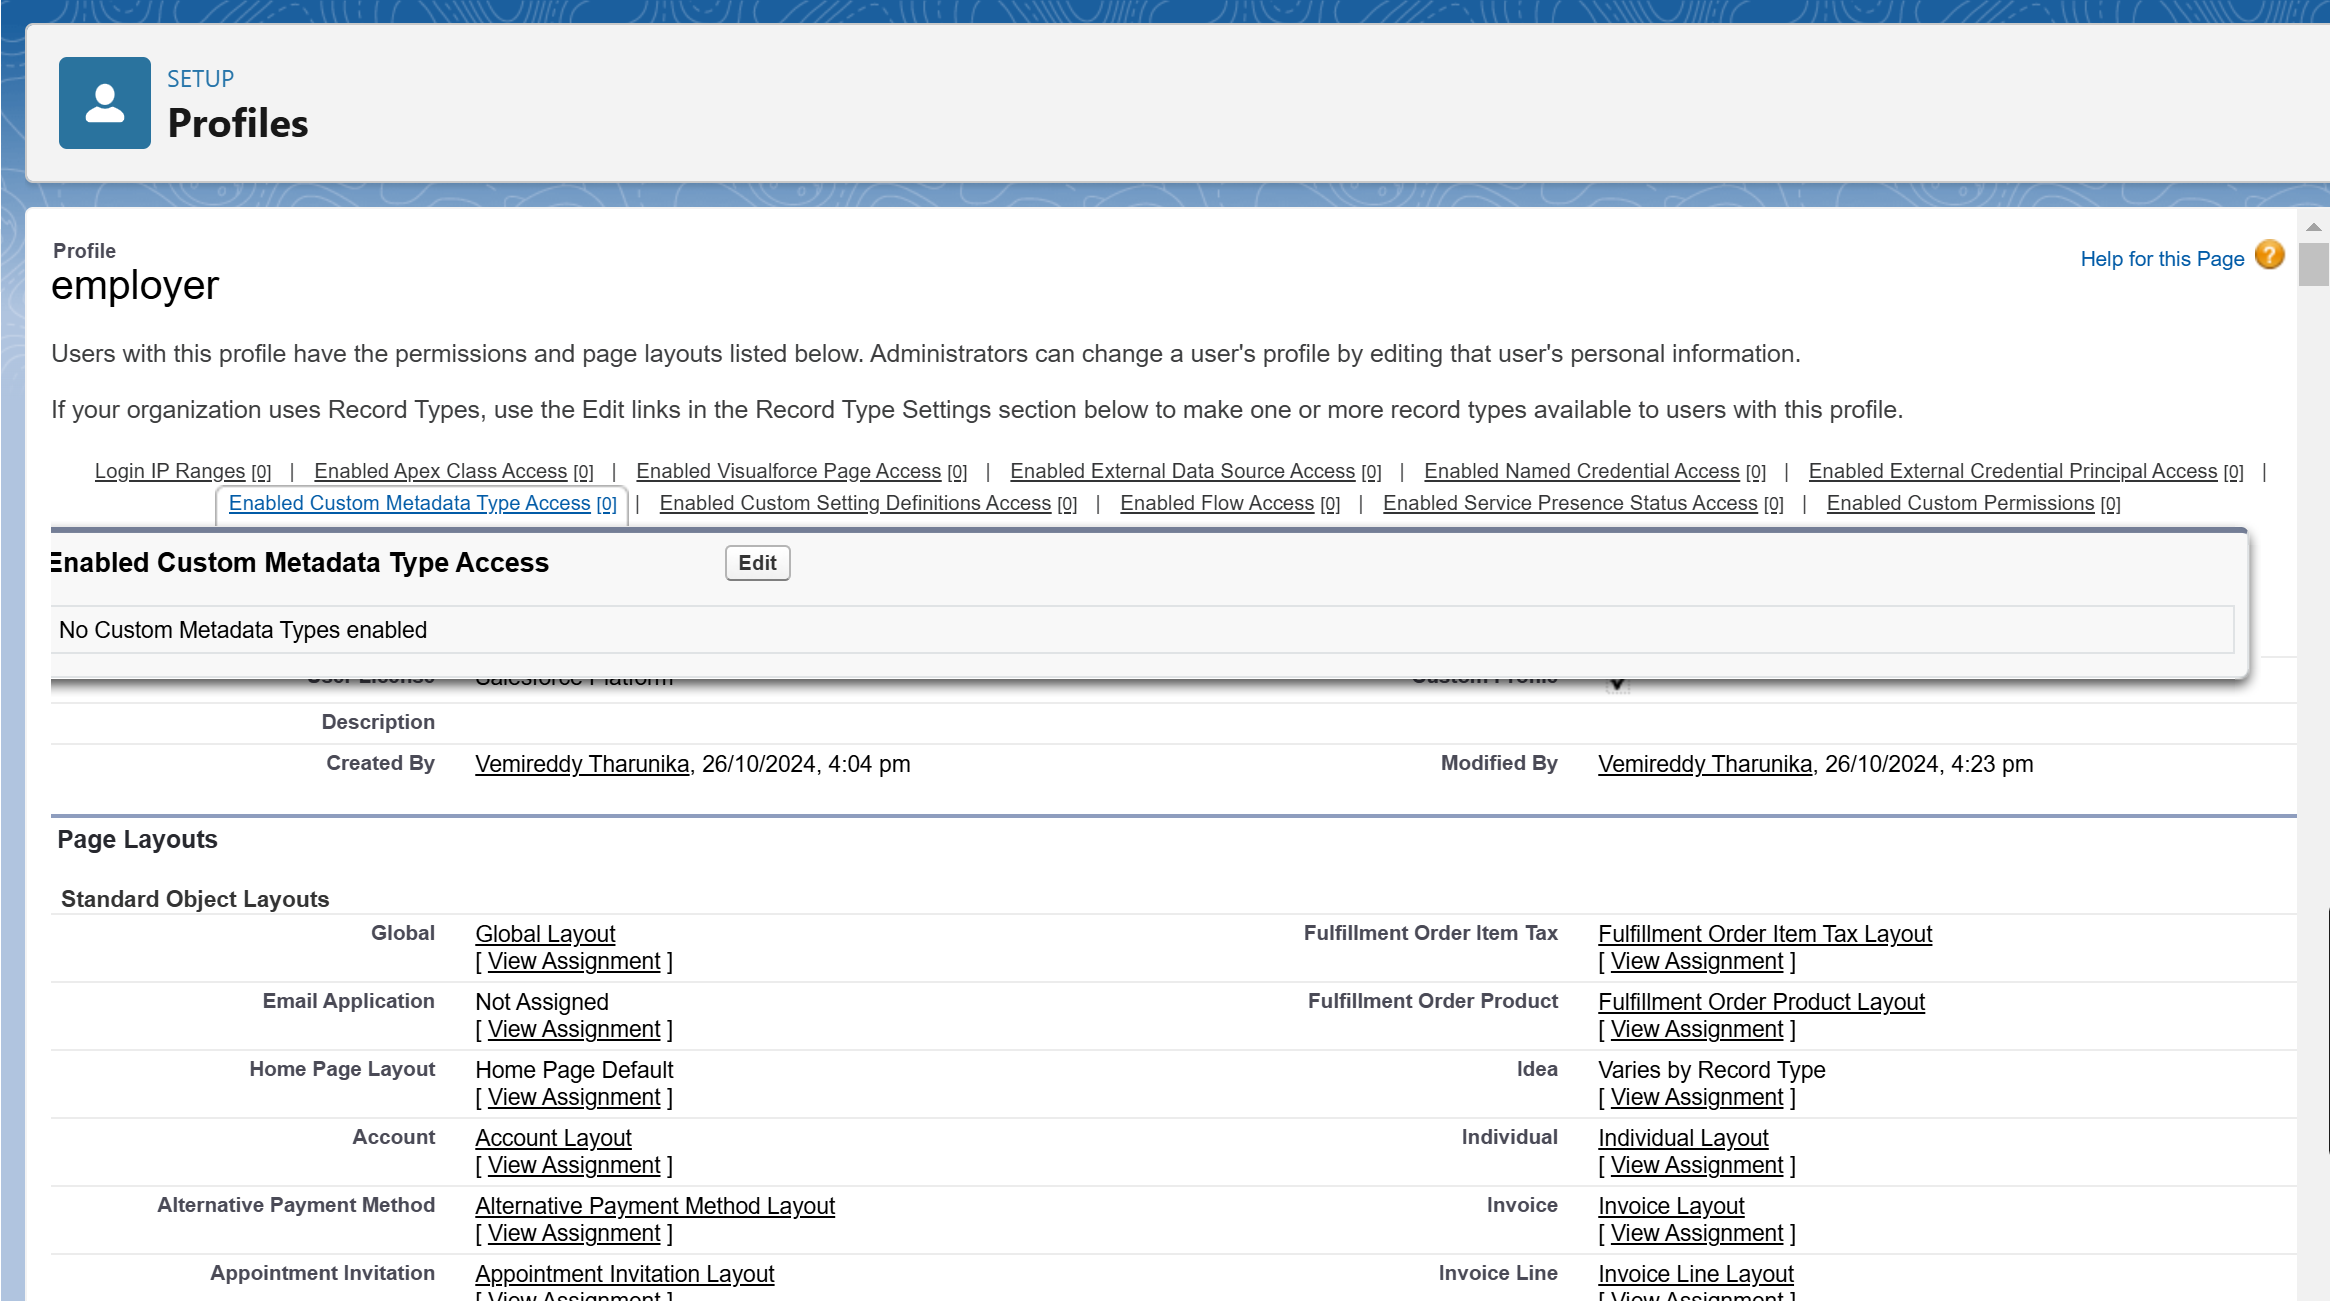 SETUP
Profiles
Profile
employer
Help for this Page ?
Users with this profile have the permissions and page layouts listed below. Administrators can change a user's profile by editing that user's personal information.
If your organization uses Record Types, use the Edit links in the Record Type Settings section below to make one or more record types available to users with this profile.
Login IP Ranges [0] | Enabled Apex Class Access [0] | Enabled Visualforce Page Access [0] | Enabled External Data Source Access [0] | Enabled Named Credential Access [0] | Enabled External Credential Principal Access [0] |
Enabled Custom Metadata Type Access [0] | Enabled Custom Setting Definitions Access [0] | Enabled Flow Access [0] | Enabled Service Presence Status Access [0] | Enabled Custom Permissions [0]
Enabled Custom Metadata Type Access Edit
No Custom Metadata Types enabled
User License Salesforce Platform Custom Profile
Description
Created By Vemireddy Tharunika, 26/10/2024, 4:04 pm Modified By Vemireddy Tharunika, 26/10/2024, 4:23 pm
Page Layouts
Standard Object Layouts
Global Global Layout Fulfillment Order Item Tax Fulfillment Order Item Tax Layout
[ View Assignment ] [ View Assignment ]
Email Application Not Assigned Fulfillment Order Product Fulfillment Order Product Layout
[ View Assignment ] [ View Assignment ]
Home Page Layout Home Page Default Idea Varies by Record Type
[ View Assignment ] [ View Assignment ]
Account Account Layout Individual Individual Layout
[ View Assignment ] [ View Assignment ]
Alternative Payment Method Alternative Payment Method Layout Invoice Invoice Layout
[ View Assignment ] [ View Assignment ]
Appointment Invitation Appointment Invitation Layout Invoice Line Invoice Line Layout
[ View Assignment ] [ View Assignment ]